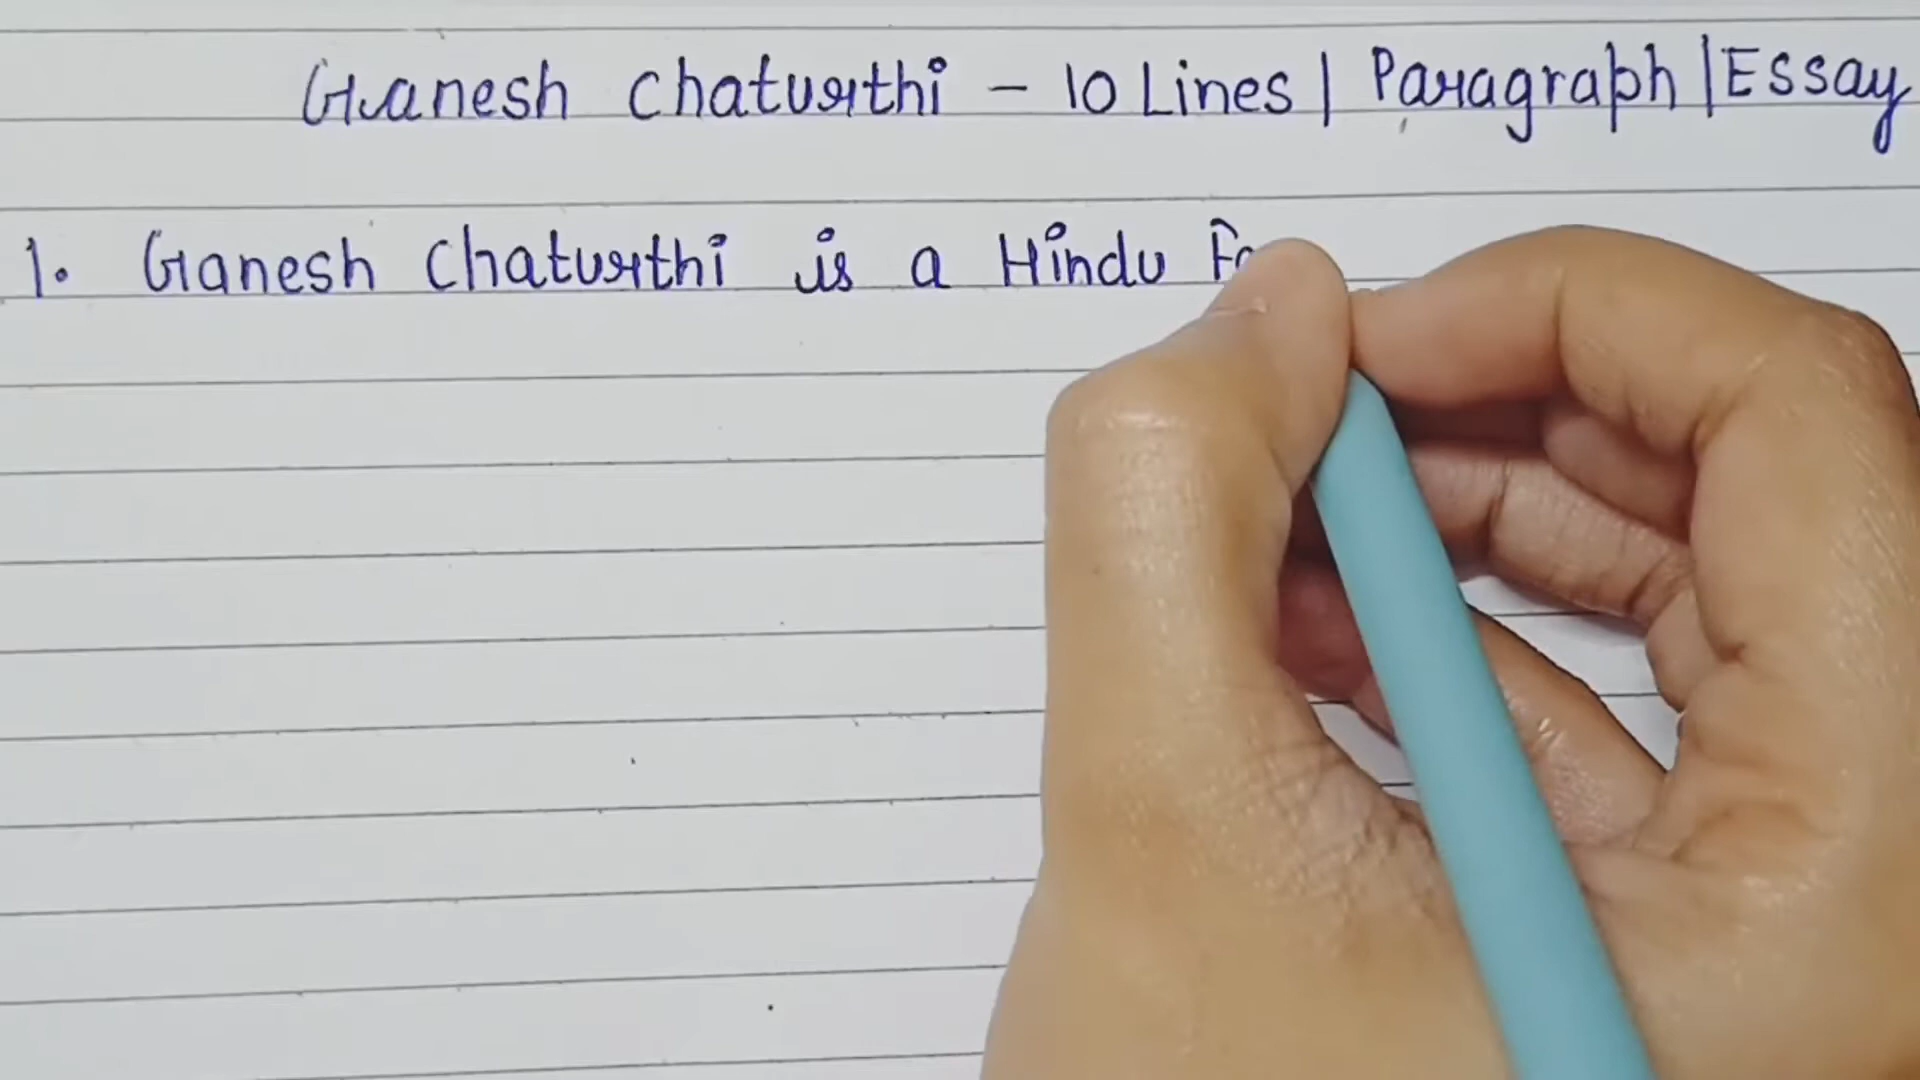 Ganesh Chaturthi - 10 Lines | Paragraph | Essay
1. Ganesh Chaturthi is a Hindu